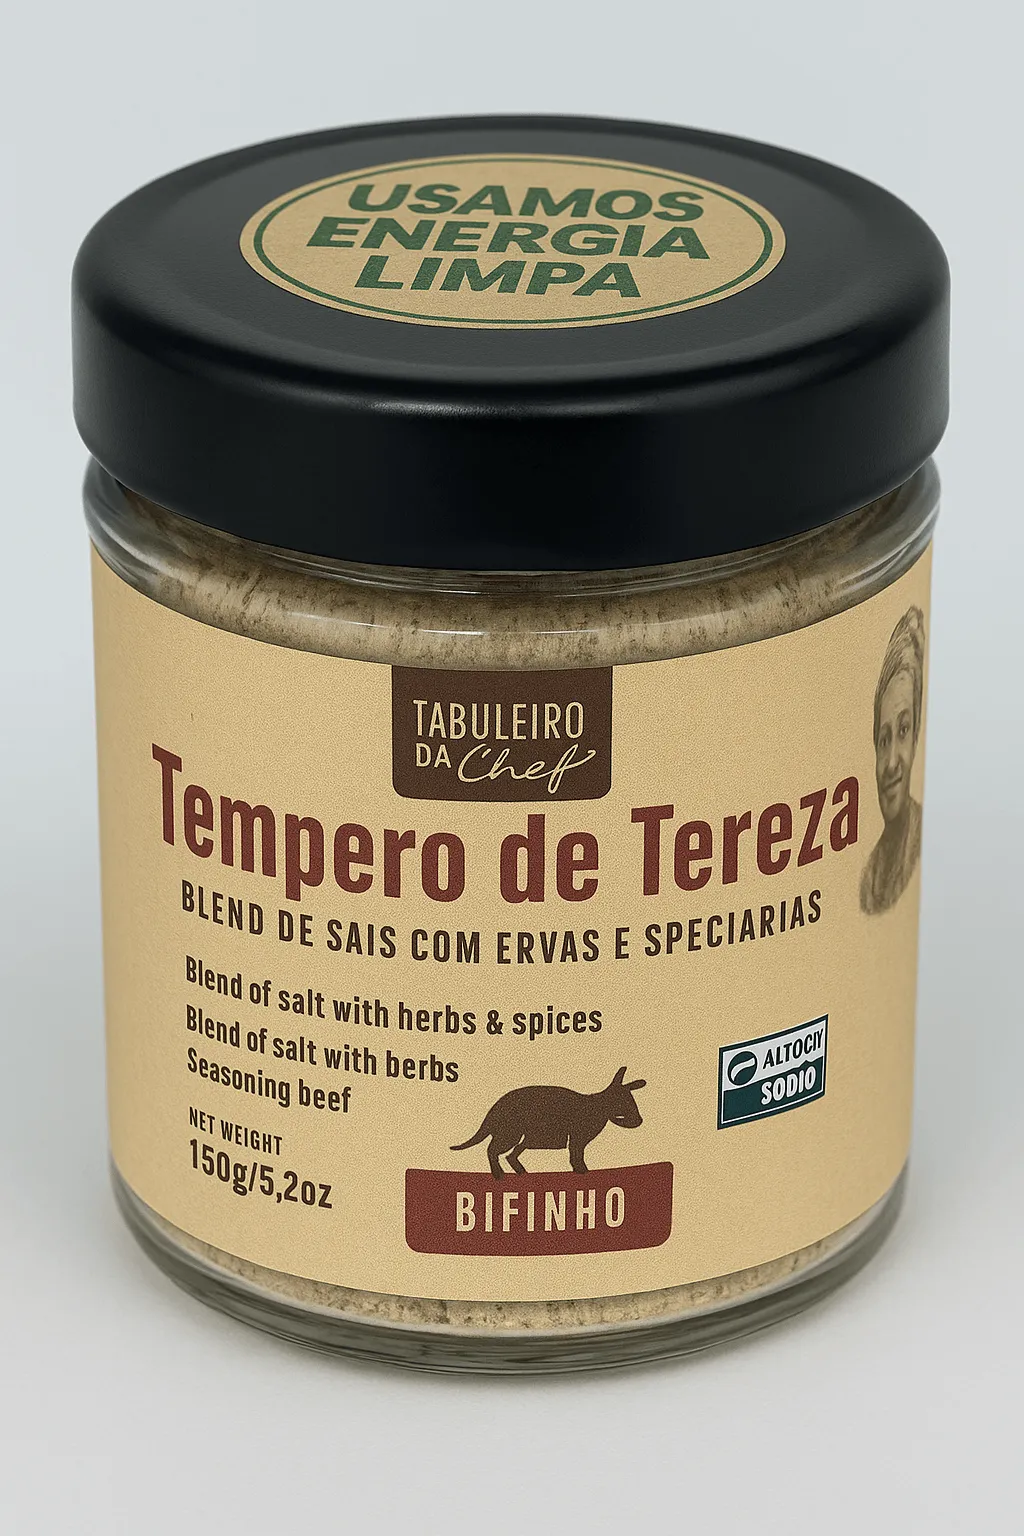 USAMOS
ENERGIA
LIMPA
TABULEIRO
DA Chef
Tempero de Tereza
BLEND DE SAIS COM ERVAS E SPECIARIAS
Blend of salt with herbs & spices
Blend of salt with berbs
Seasoning beef
NET WEIGHT
150g/5,2oz
ALTOCIY
SODIO
BIFINHO